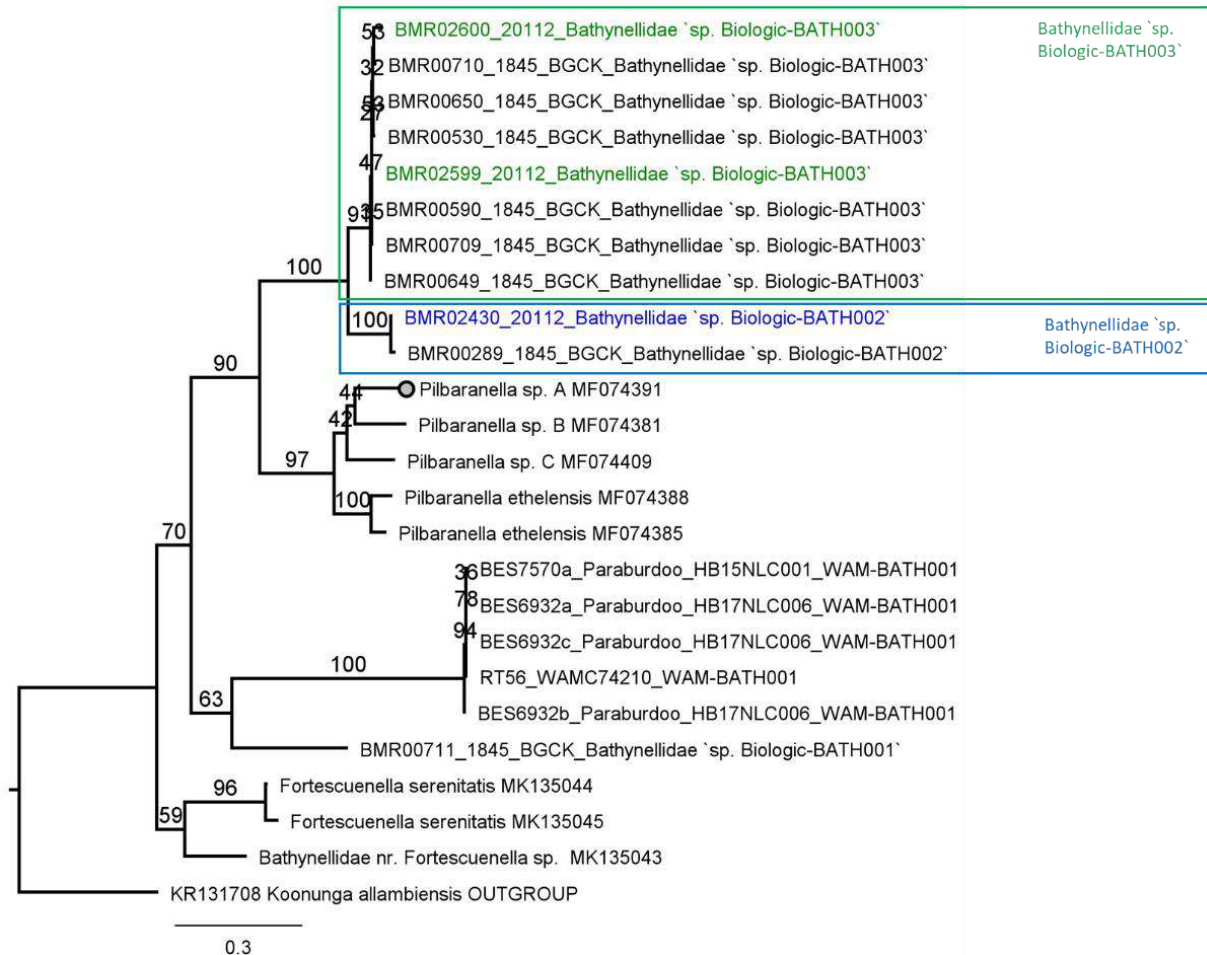 53
BMR02600_20112_Bathynellidae `sp. Biologic-BATH003`
Bathynellidae `sp.
Biologic-BATH003`
32
BMR00710_1845_BGCK_Bathynellidae `sp. Biologic-BATH003`
BMR00650_1845_BGCK_Bathynellidae `sp. Biologic-BATH003`
27
BMR00530_1845_BGCK_Bathynellidae `sp. Biologic-BATH003`
47
BMR02599_20112_Bathynellidae `sp. Biologic-BATH003`
91
35
BMR00590_1845_BGCK_Bathynellidae `sp. Biologic-BATH003`
BMR00709_1845_BGCK_Bathynellidae `sp. Biologic-BATH003`
100
BMR00649_1845_BGCK_Bathynellidae `sp. Biologic-BATH003`
100
BMR02430_20112_Bathynellidae `sp. Biologic-BATH002`
Bathynellidae `sp.
Biologic-BATH002`
BMR00289_1845_BGCK_Bathynellidae `sp. Biologic-BATH002`
90
44
Pilbaranella sp. A MF074391
42
Pilbaranella sp. B MF074381
97
Pilbaranella sp. C MF074409
100
Pilbaranella ethelensis MF074388
Pilbaranella ethelensis MF074385
70
36
BES7570a_Paraburdoo_HB15NLC001_WAM-BATH001
78
BES6932a_Paraburdoo_HB17NLC006_WAM-BATH001
94
BES6932c_Paraburdoo_HB17NLC006_WAM-BATH001
100
RT56_WAMC74210_WAM-BATH001
63
BES6932b_Paraburdoo_HB17NLC006_WAM-BATH001
BMR00711_1845_BGCK_Bathynellidae `sp. Biologic-BATH001`
96
Fortescuenella serenitatis MK135044
59
Fortescuenella serenitatis MK135045
Bathynellidae nr. Fortescuenella sp. MK135043
KR131708 Koonunga allambiensis OUTGROUP
0.3